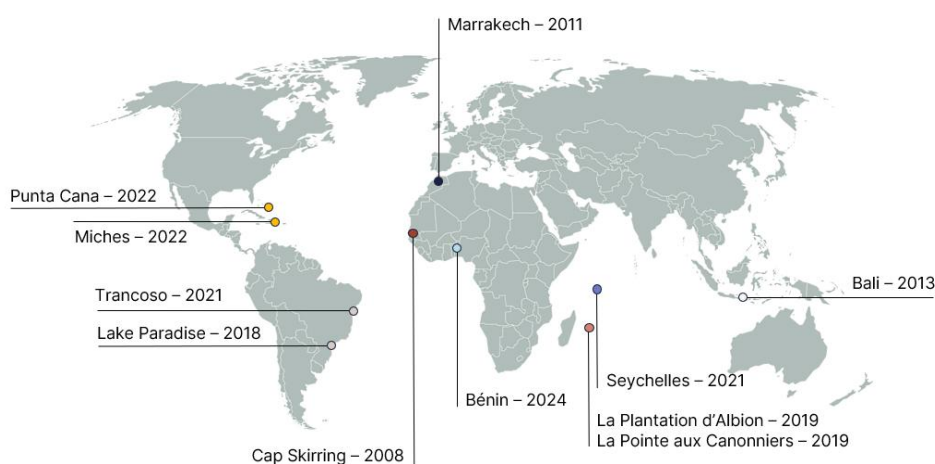 Marrakech – 2011
Punta Cana – 2022
Miches – 2022
Trancoso – 2021
Bali – 2013
Lake Paradise – 2018
Seychelles – 2021
Bénin – 2024
La Plantation d’Albion – 2019
La Pointe aux Canonniers – 2019
Cap Skirring – 2008